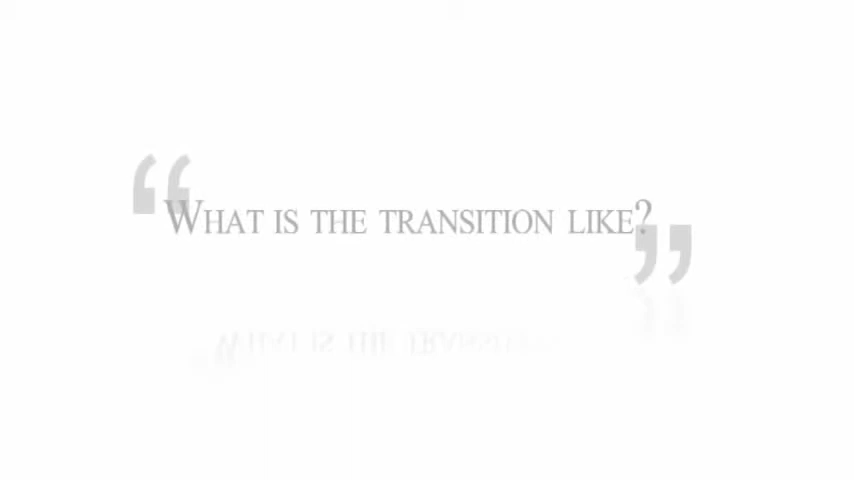 “WHAT IS THE TRANSITION LIKE?”